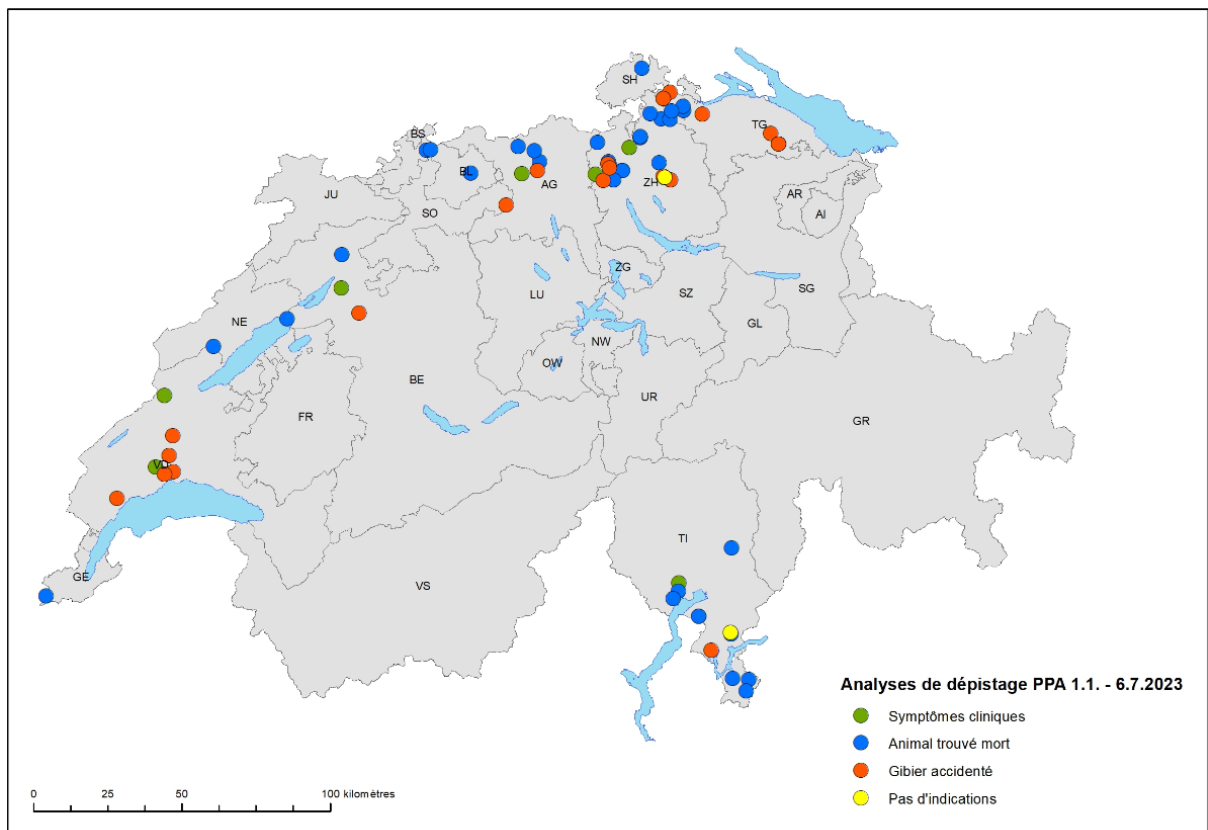 SH
BS
TG
BL
AG
ZH
JU
AR
SO
AI
ZG
LU
SZ
SG
NE
GL
NW
OW
BE
UR
FR
GR
VD
TI
GE
VS
Analyses de dépistage PPA 1.1. - 6.7.2023
Symptômes cliniques
Animal trouvé mort
Gibier accidenté
Pas d'indications
0 25 50 100 kilomètres